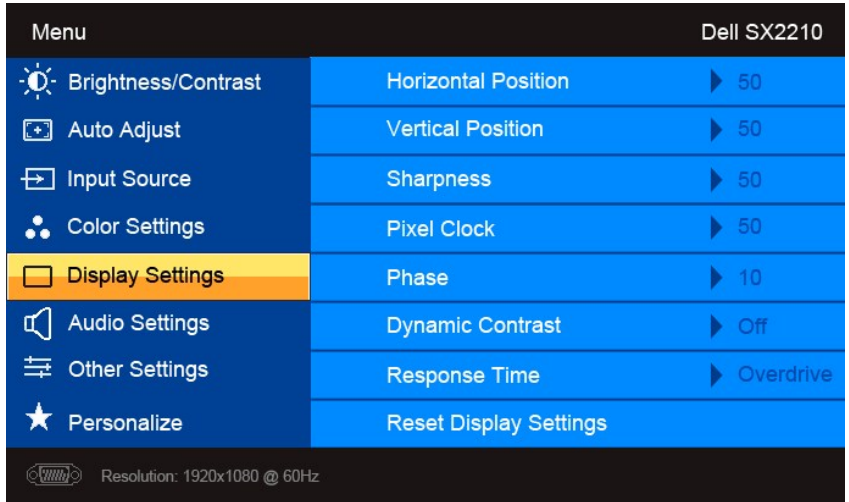 Menu Dell SX2210
Brightness/Contrast Horizontal Position 50
Auto Adjust Vertical Position 50
Input Source Sharpness 50
Color Settings Pixel Clock 50
Display Settings Phase 10
Audio Settings Dynamic Contrast Off
Other Settings Response Time Overdrive
Personalize Reset Display Settings
Resolution: 1920x1080 @ 60Hz